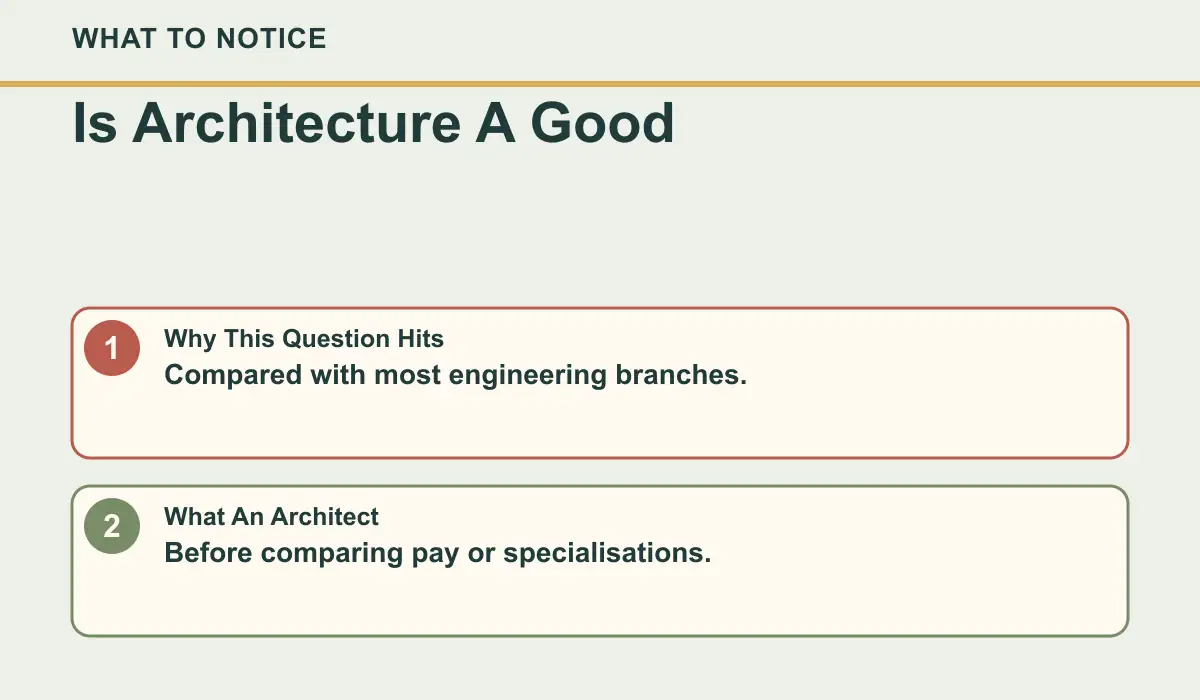 WHAT TO NOTICE
Is Architecture A Good
1
Why This Question Hits
Compared with most engineering branches.
2
What An Architect
Before comparing pay or specialisations.